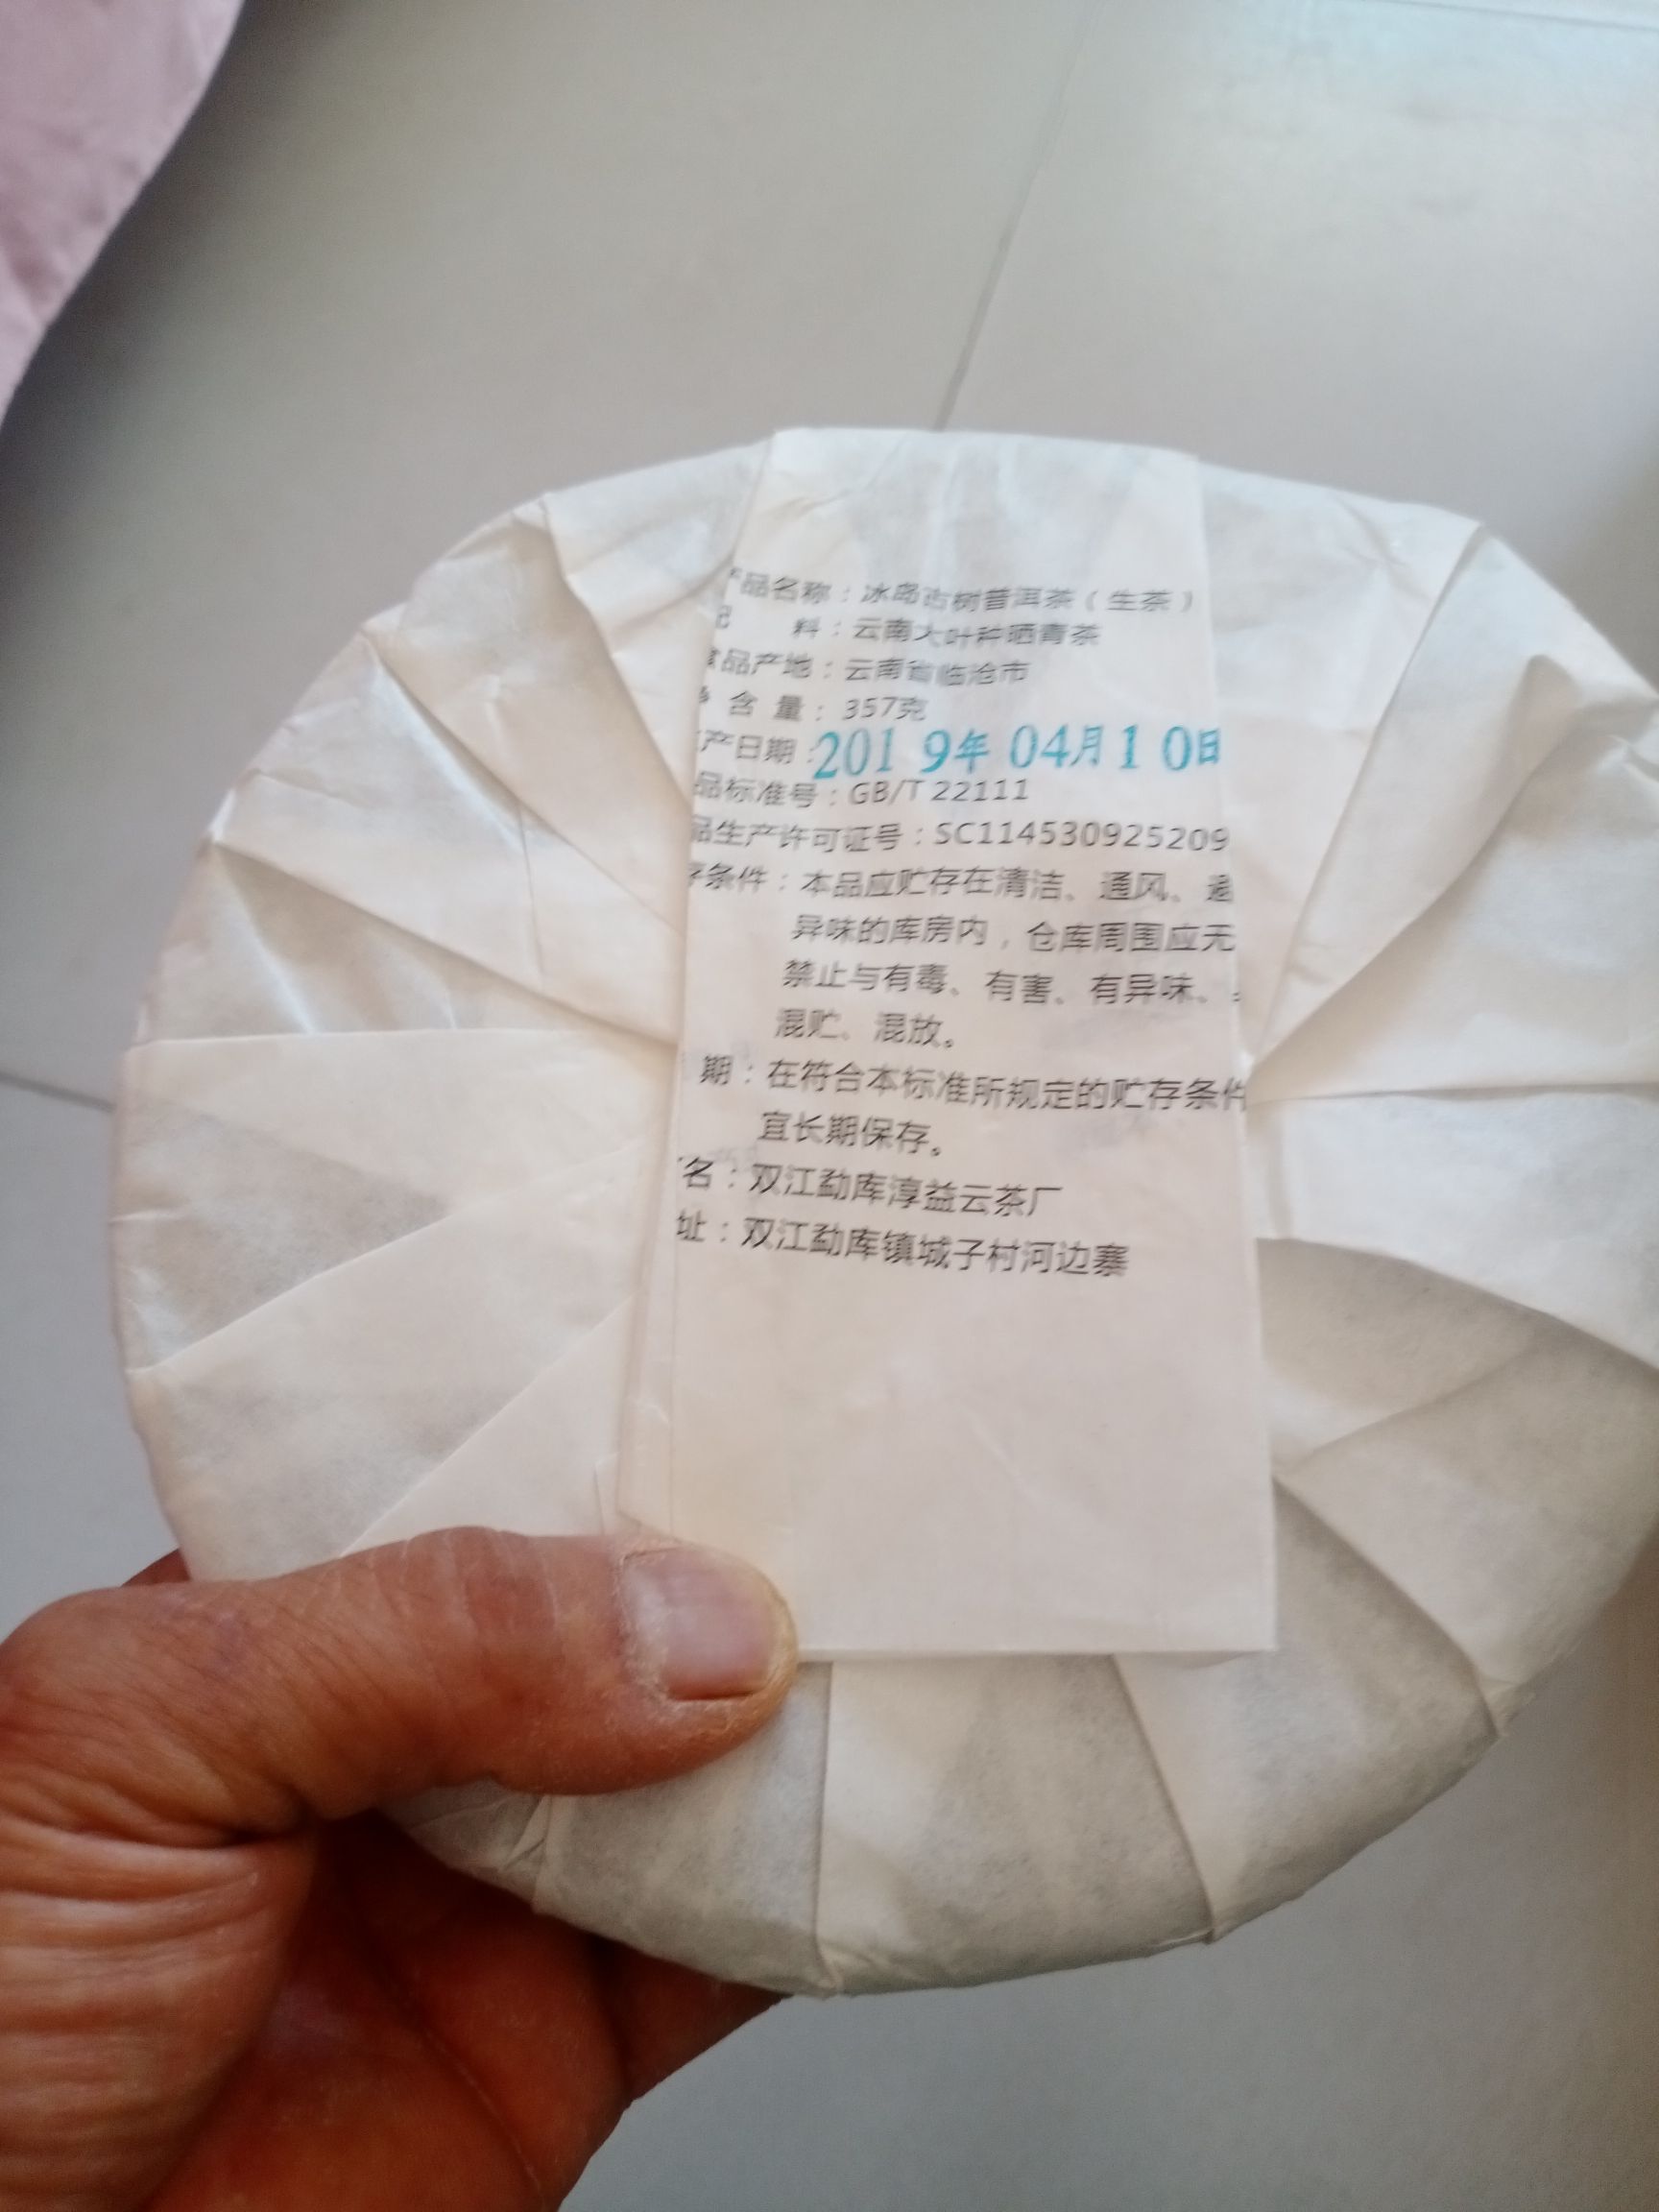 产品名称：冰岛古树普洱茶（生茶）
配 料：云南大叶种晒青茶
食品产地：云南省临沧市
净 含 量：357克
产日期：2019年04月10日
品标准号：GB/T 22111
品生产许可证号：SC114530925209
存条件：本品应贮存在清洁、通风、
异味的库房内，仓库周围应无
禁止与有毒、有害、有异味、
混贮、混放。
期：在符合本标准所规定的贮存条件
宜长期保存。
名：双江勐库淳益云茶厂
址：双江勐库镇城子村河边寨